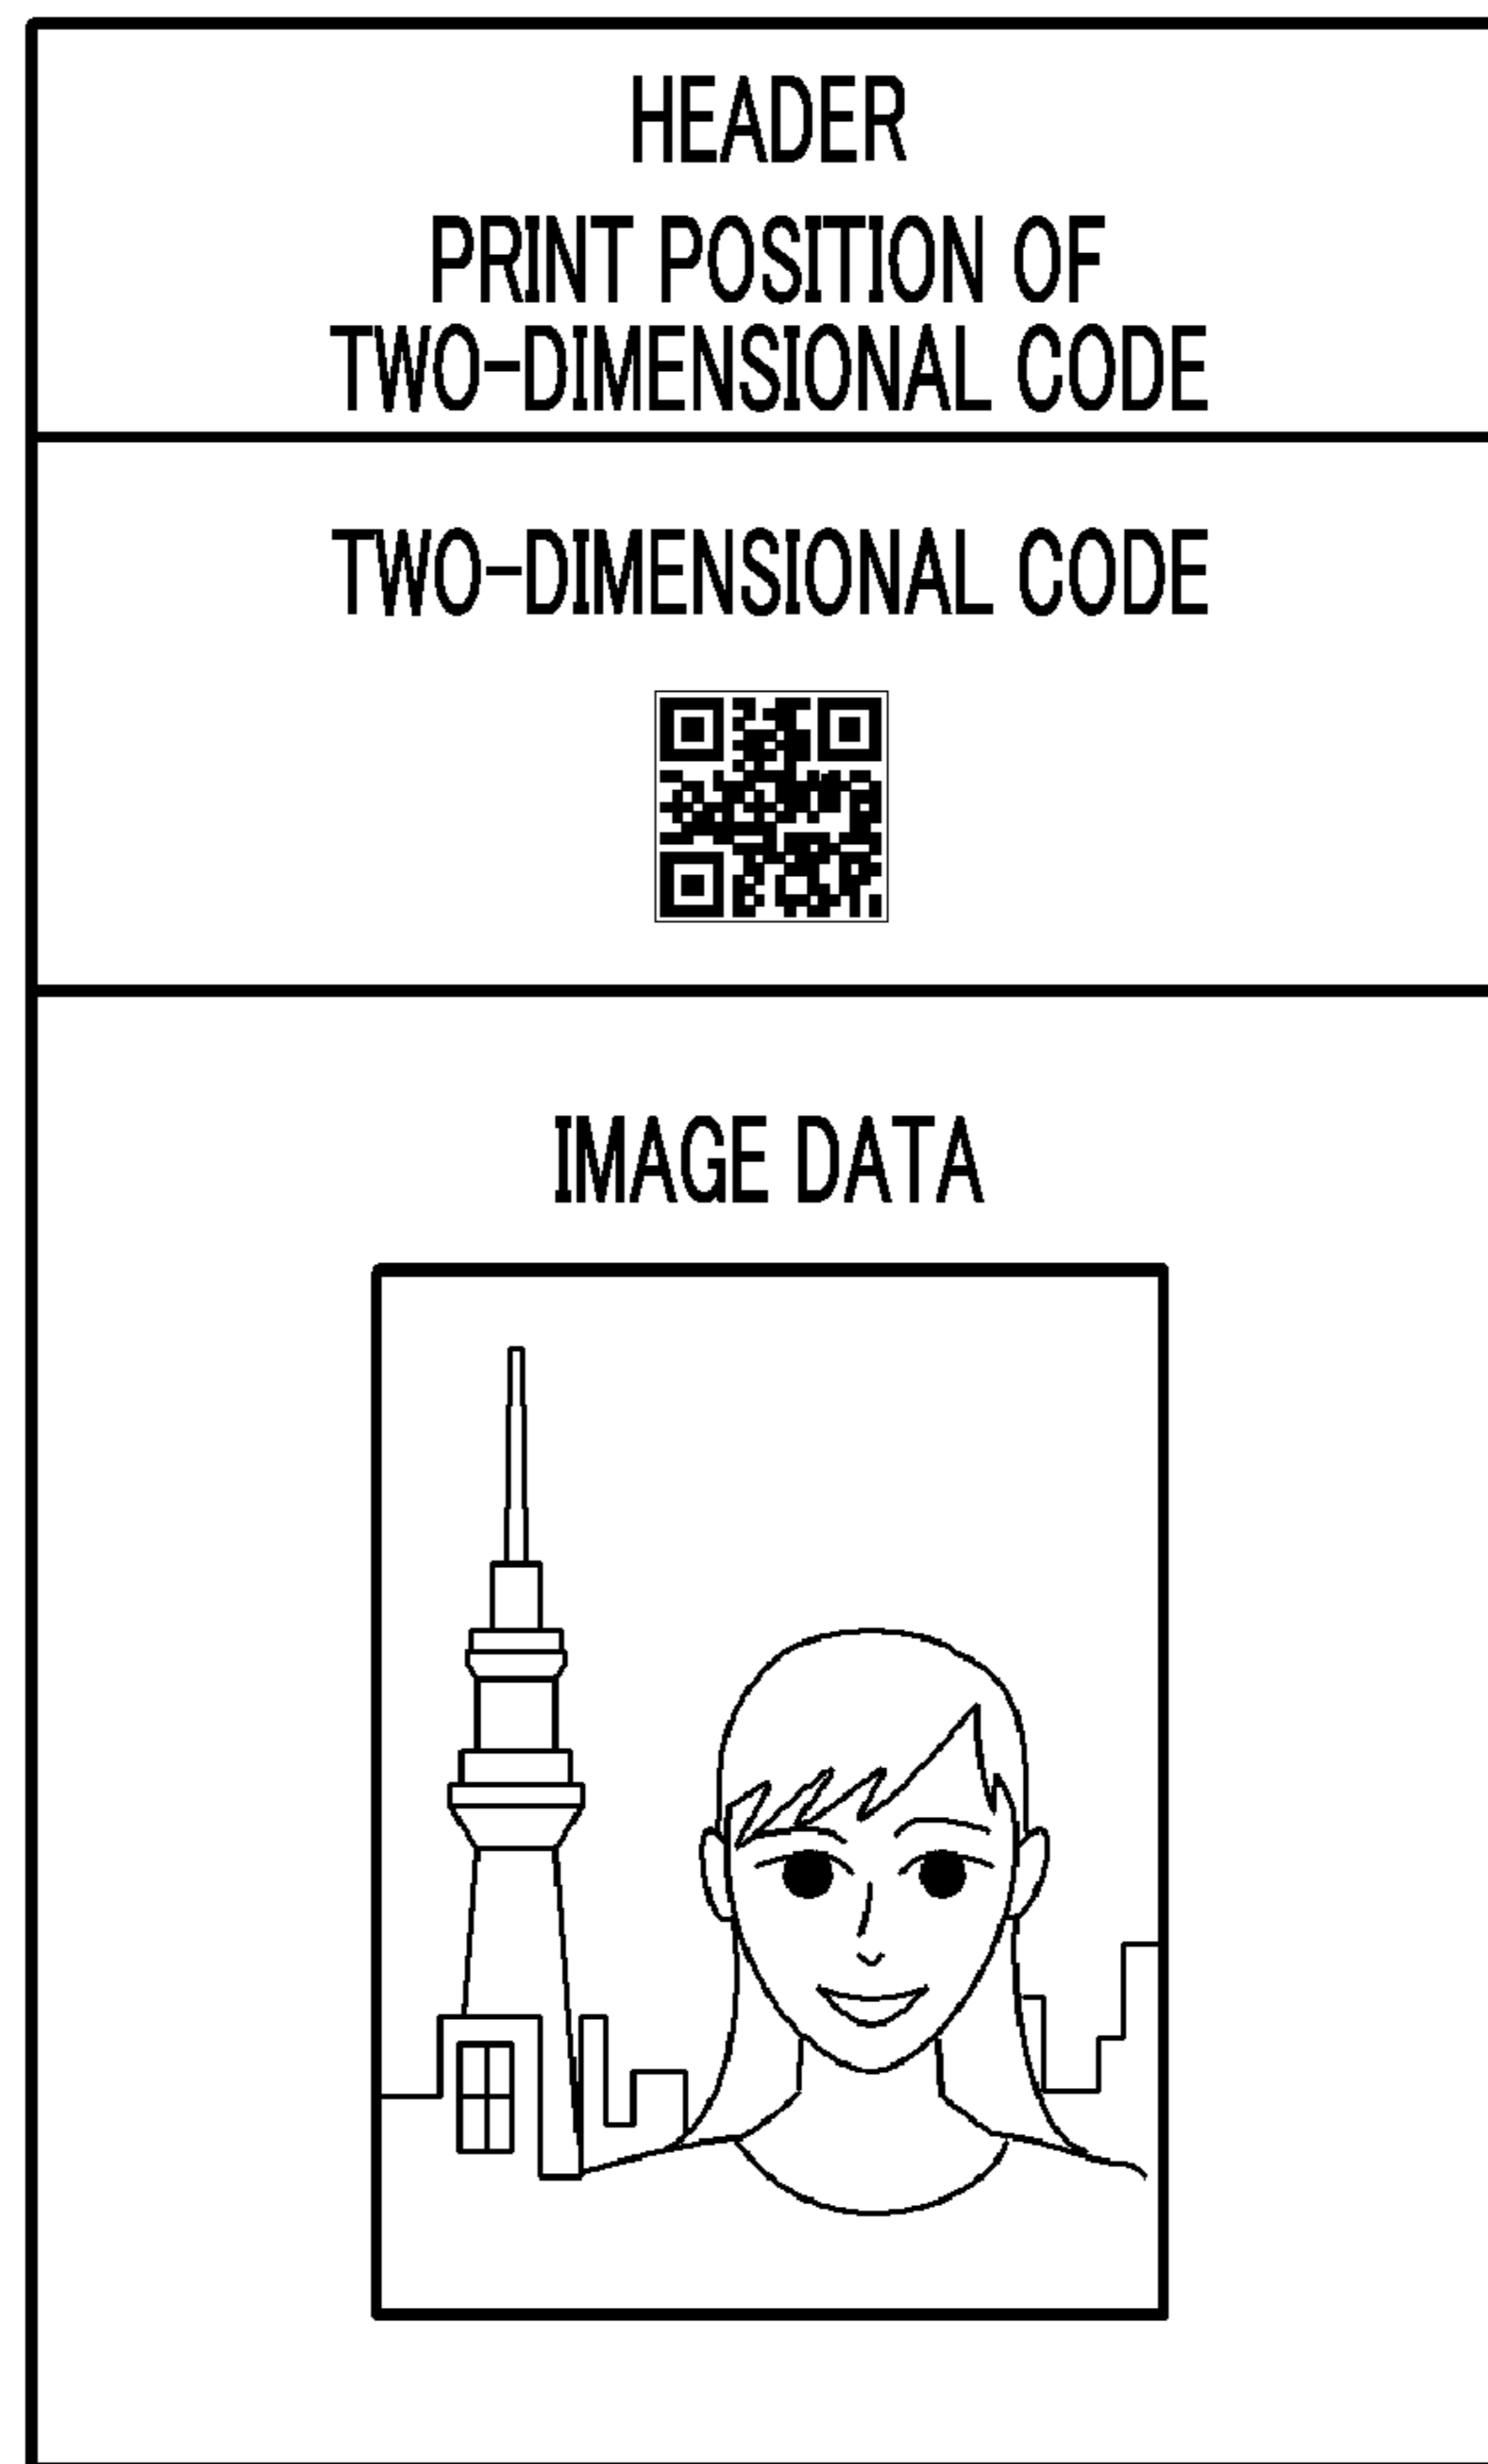 HEADER
PRINT POSITION OF
TWO-DIMENSIONAL CODE
TWO-DIMENSIONAL CODE
IMAGE DATA